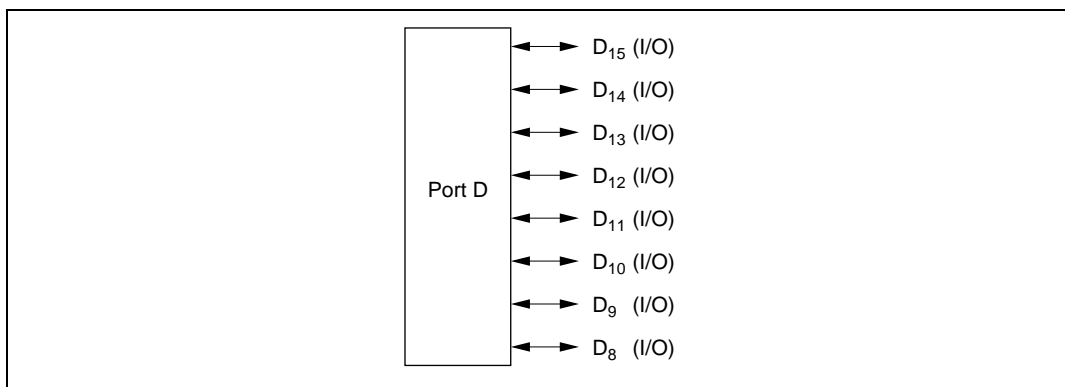 D15 (I/O)
D14 (I/O)
D13 (I/O)
D12 (I/O)
Port D
D11 (I/O)
D10 (I/O)
D9 (I/O)
D8 (I/O)